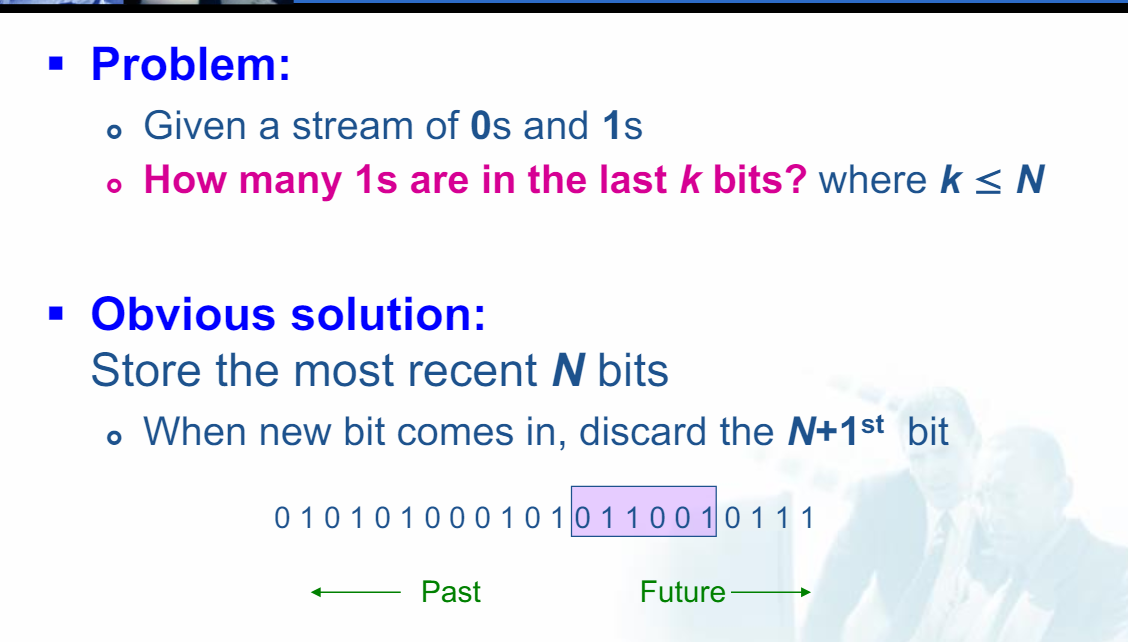 Problem:
Given a stream of 0s and 1s
How many 1s are in the last k bits? where k ≤ N
Obvious solution:
Store the most recent N bits
When new bit comes in, discard the N+1st bit
0 1 0 1 0 1 0 0 0 1 0 1 0 1 1 0 0 1 0 1 1 1
Past Future